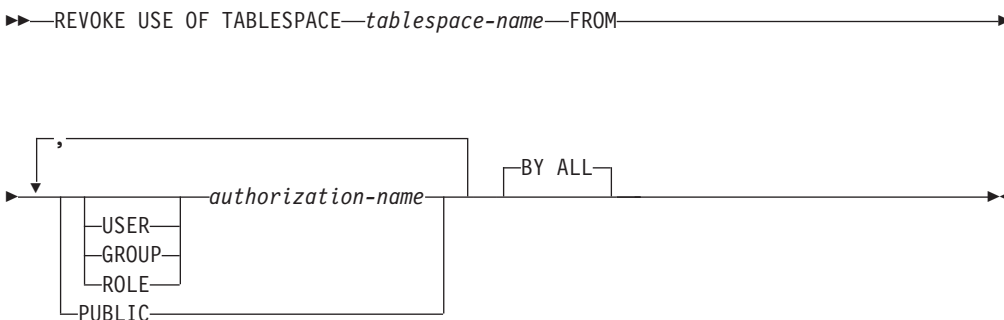 REVOKE USE OF TABLESPACE tablespace-name FROM
,
BY ALL
authorization-name
USER
GROUP
ROLE
PUBLIC